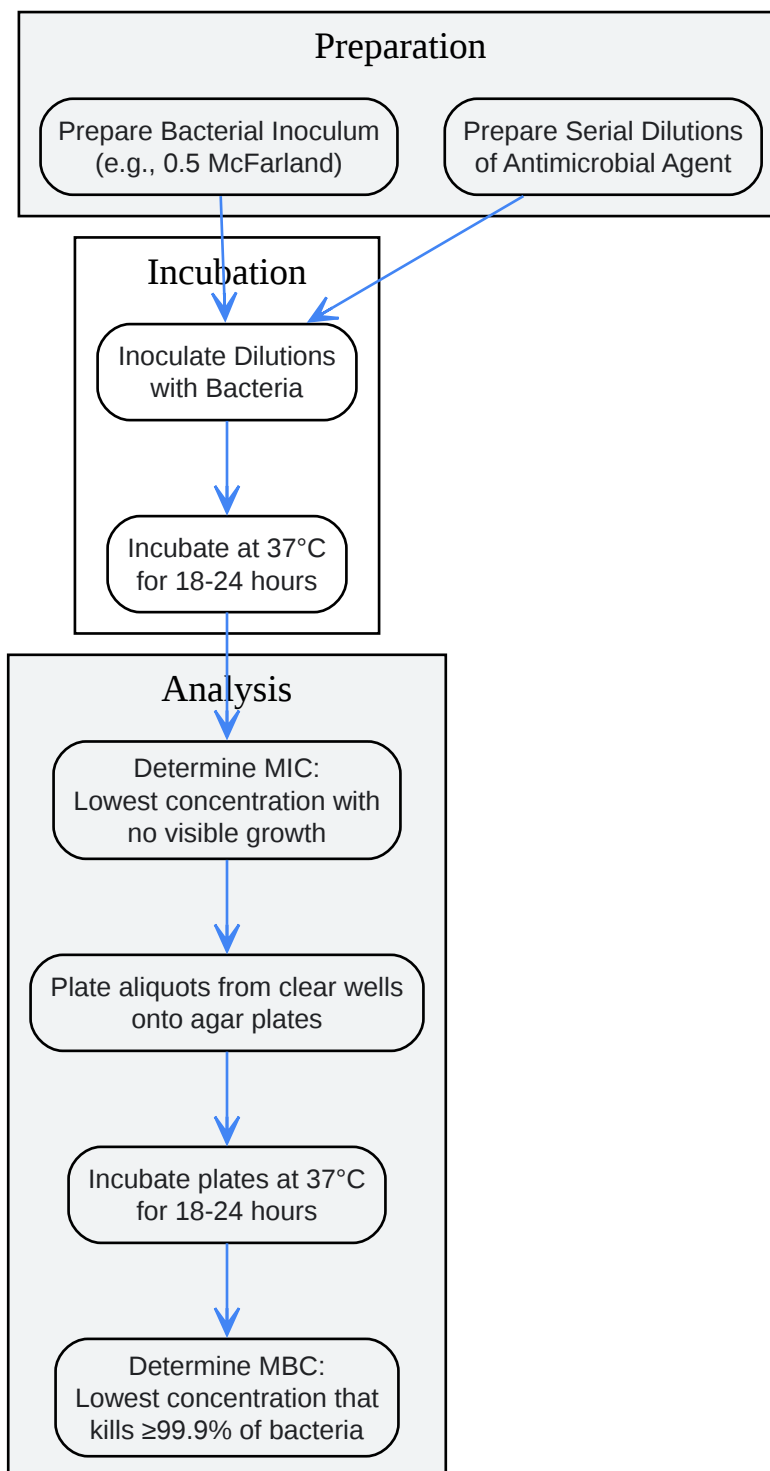 Preparation
Prepare Bacterial Inoculum
(e.g., 0.5 McFarland)
Prepare Serial Dilutions
of Antimicrobial Agent
Incubation
Inoculate Dilutions
with Bacteria
Incubate at 37°C
for 18-24 hours
Analysis
Determine MIC:
Lowest concentration with
no visible growth
Plate aliquots from clear wells
onto agar plates
Incubate plates at 37°C
for 18-24 hours
Determine MBC:
Lowest concentration that
kills ≥99.9% of bacteria